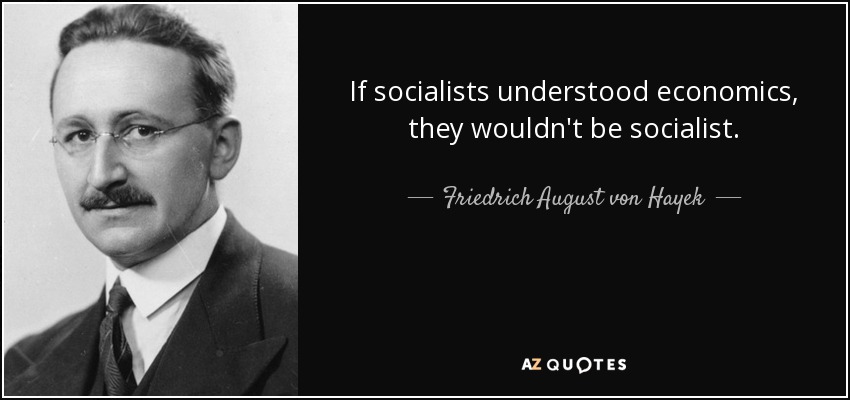 If socialists understood economics,
they wouldn't be socialist.
Friedrich August von Hayek
AZ QUOTES